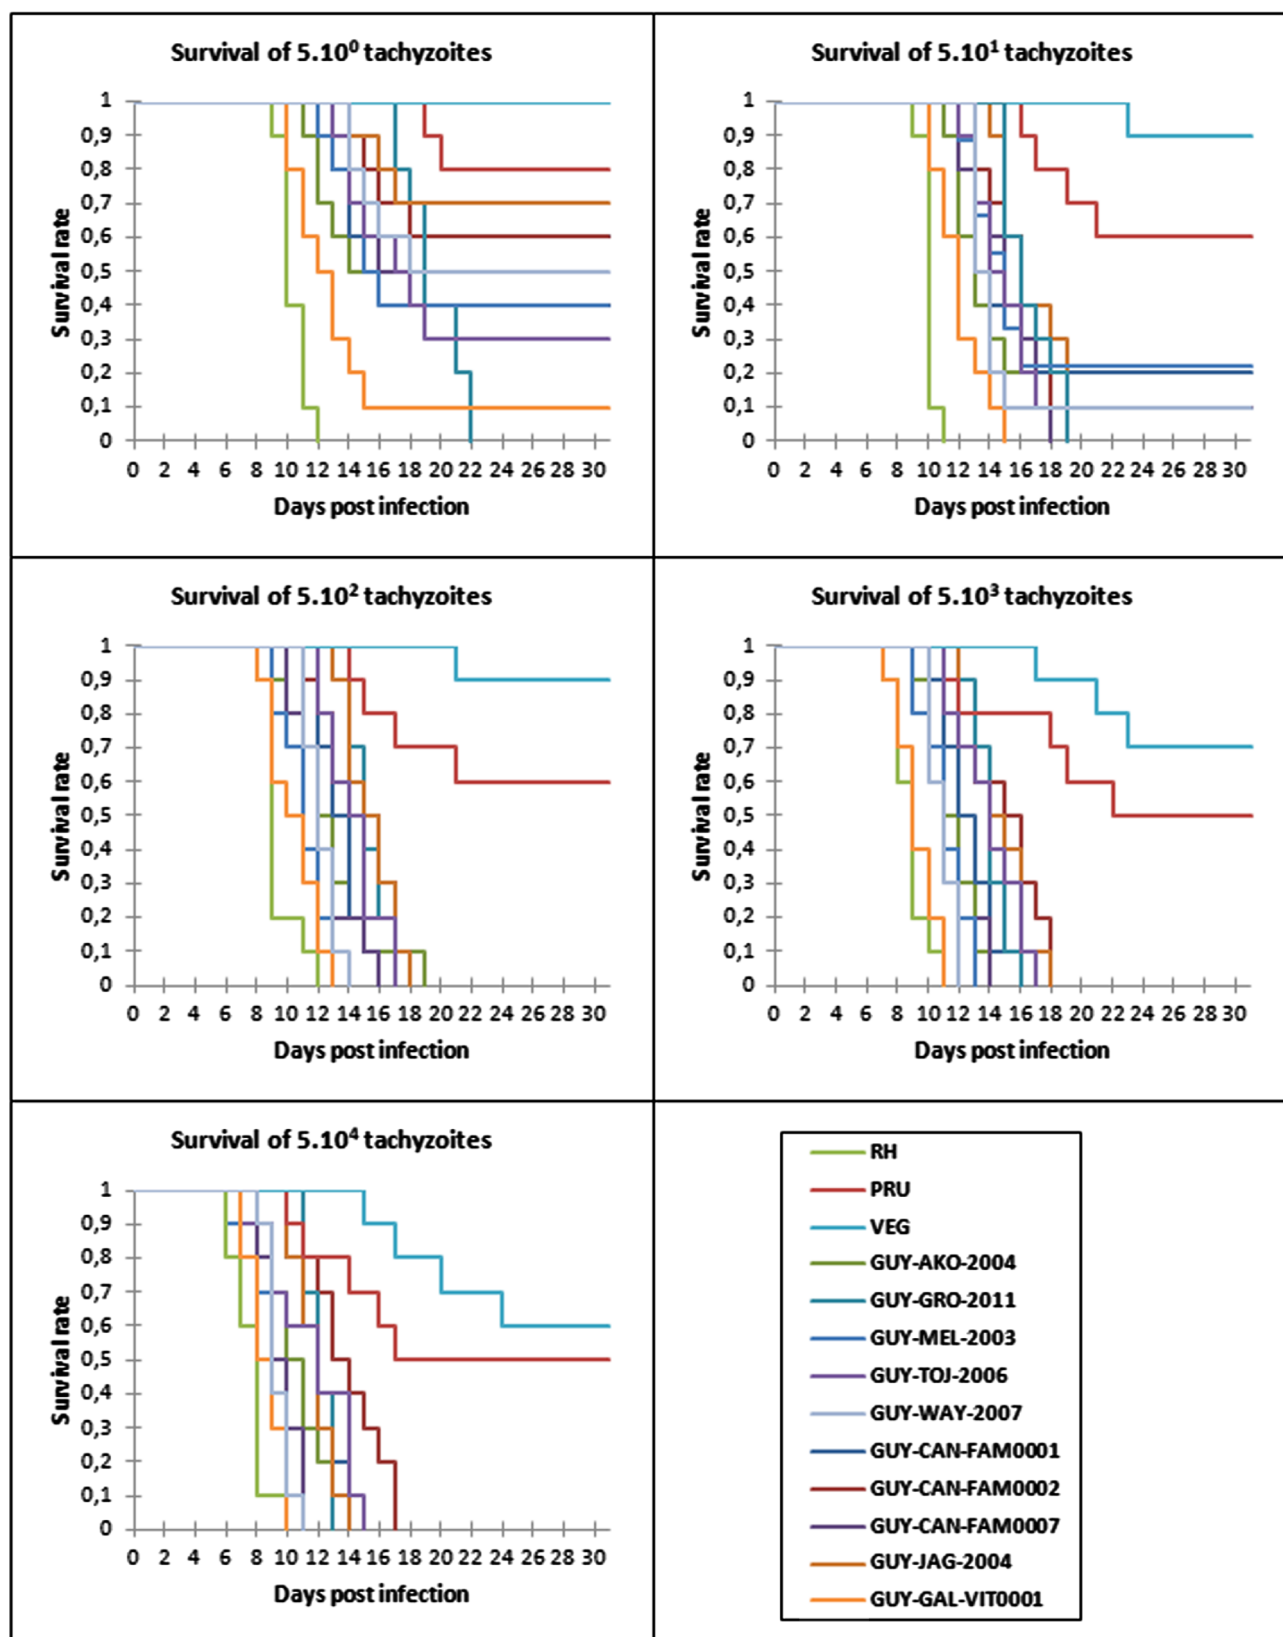 Survival of 5.10⁰ tachyzoites
1
0,9
0,8
0,7
0,6
0,5
0,4
0,3
0,2
0,1
0
Survival rate
0 2 4 6 8 10 12 14 16 18 20 22 24 26 28 30
Days post infection
Survival of 5.10¹ tachyzoites
1
0,9
0,8
0,7
0,6
0,5
0,4
0,3
0,2
0,1
0
Survival rate
0 2 4 6 8 10 12 14 16 18 20 22 24 26 28 30
Days post infection
Survival of 5.10² tachyzoites
1
0,9
0,8
0,7
0,6
0,5
0,4
0,3
0,2
0,1
0
Survival rate
0 2 4 6 8 10 12 14 16 18 20 22 24 26 28 30
Days post infection
Survival of 5.10³ tachyzoites
1
0,9
0,8
0,7
0,6
0,5
0,4
0,3
0,2
0,1
0
Survival rate
0 2 4 6 8 10 12 14 16 18 20 22 24 26 28 30
Days post infection
Survival of 5.10⁴ tachyzoites
1
0,9
0,8
0,7
0,6
0,5
0,4
0,3
0,2
0,1
0
Survival rate
0 2 4 6 8 10 12 14 16 18 20 22 24 26 28 30
Days post infection
RH
PRU
VEG
GUY-AKO-2004
GUY-GRO-2011
GUY-MEL-2003
GUY-TOJ-2006
GUY-WAY-2007
GUY-CAN-FAM0001
GUY-CAN-FAM0002
GUY-CAN-FAM0007
GUY-JAG-2004
GUY-GAL-VIT0001